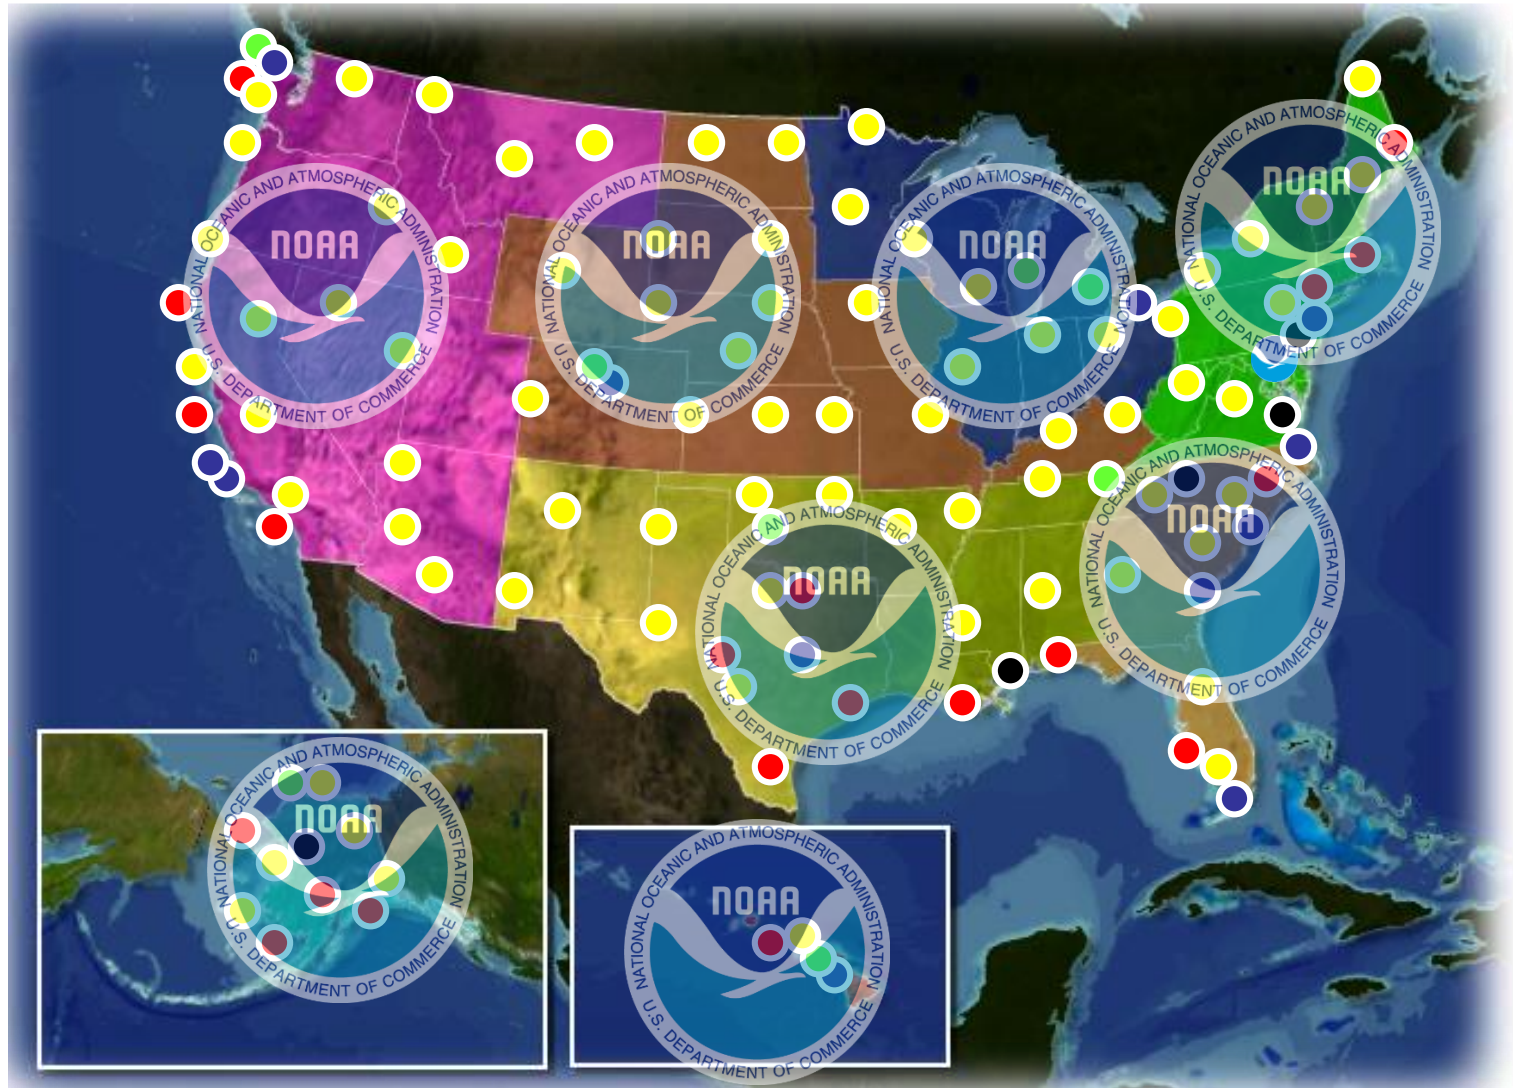 NATIONAL OCEANIC AND ATMOSPHERIC ADMINISTRATION
NOAA
U.S. DEPARTMENT OF COMMERCE
NATIONAL OCEANIC AND ATMOSPHERIC ADMINISTRATION
NOAA
U.S. DEPARTMENT OF COMMERCE
NATIONAL OCEANIC AND ATMOSPHERIC ADMINISTRATION
NOAA
U.S. DEPARTMENT OF COMMERCE
NATIONAL OCEANIC AND ATMOSPHERIC ADMINISTRATION
NOAA
U.S. DEPARTMENT OF COMMERCE
NATIONAL OCEANIC AND ATMOSPHERIC ADMINISTRATION
NOAA
U.S. DEPARTMENT OF COMMERCE
NATIONAL OCEANIC AND ATMOSPHERIC ADMINISTRATION
NOAA
U.S. DEPARTMENT OF COMMERCE
NATIONAL OCEANIC AND ATMOSPHERIC ADMINISTRATION
NOAA
U.S. DEPARTMENT OF COMMERCE
NATIONAL OCEANIC AND ATMOSPHERIC ADMINISTRATION
NOAA
U.S. DEPARTMENT OF COMMERCE